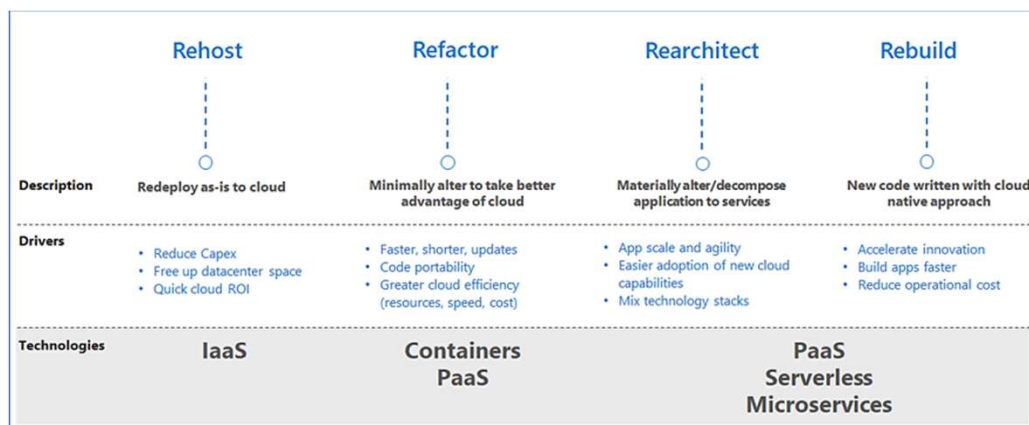 Rehost
Refactor
Rearchitect
Rebuild
Description
Redeploy as-is to cloud
Minimally alter to take better
advantage of cloud
Materially alter/decompose
application to services
New code written with cloud
native approach
Drivers
• Reduce Capex
• Free up datacenter space
• Quick cloud ROI
• Faster, shorter, updates
• Code portability
• Greater cloud efficiency
(resources, speed, cost)
• App scale and agility
• Easier adoption of new cloud
capabilities
• Mix technology stacks
• Accelerate innovation
• Build apps faster
• Reduce operational cost
Technologies
IaaS
Containers
PaaS
PaaS
Serverless
Microservices